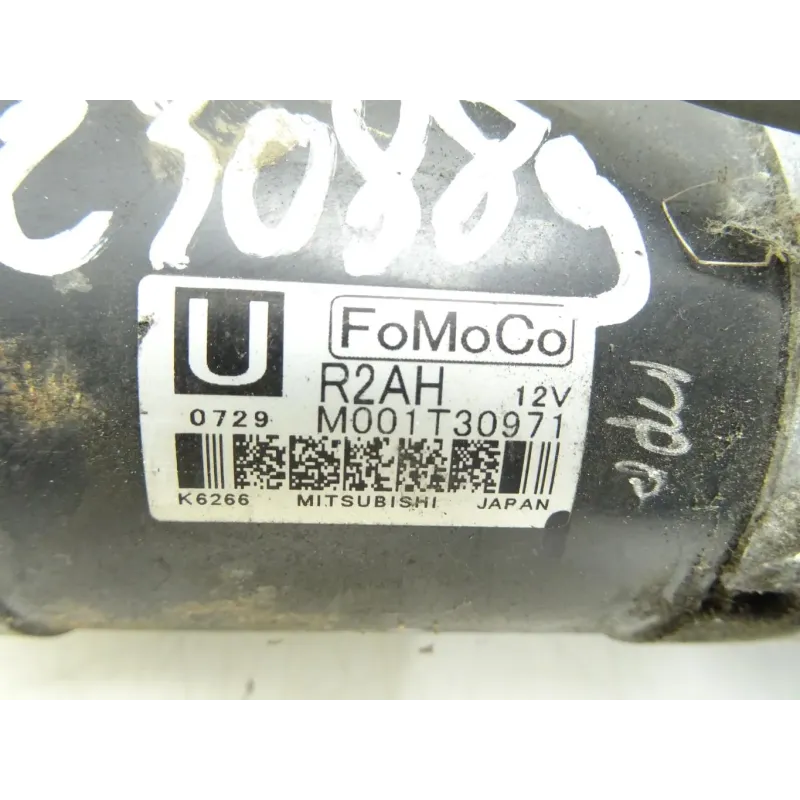 U FoMoCo
R2AH 12V
0729 M001T30971
K6266 MITSUBISHI JAPAN